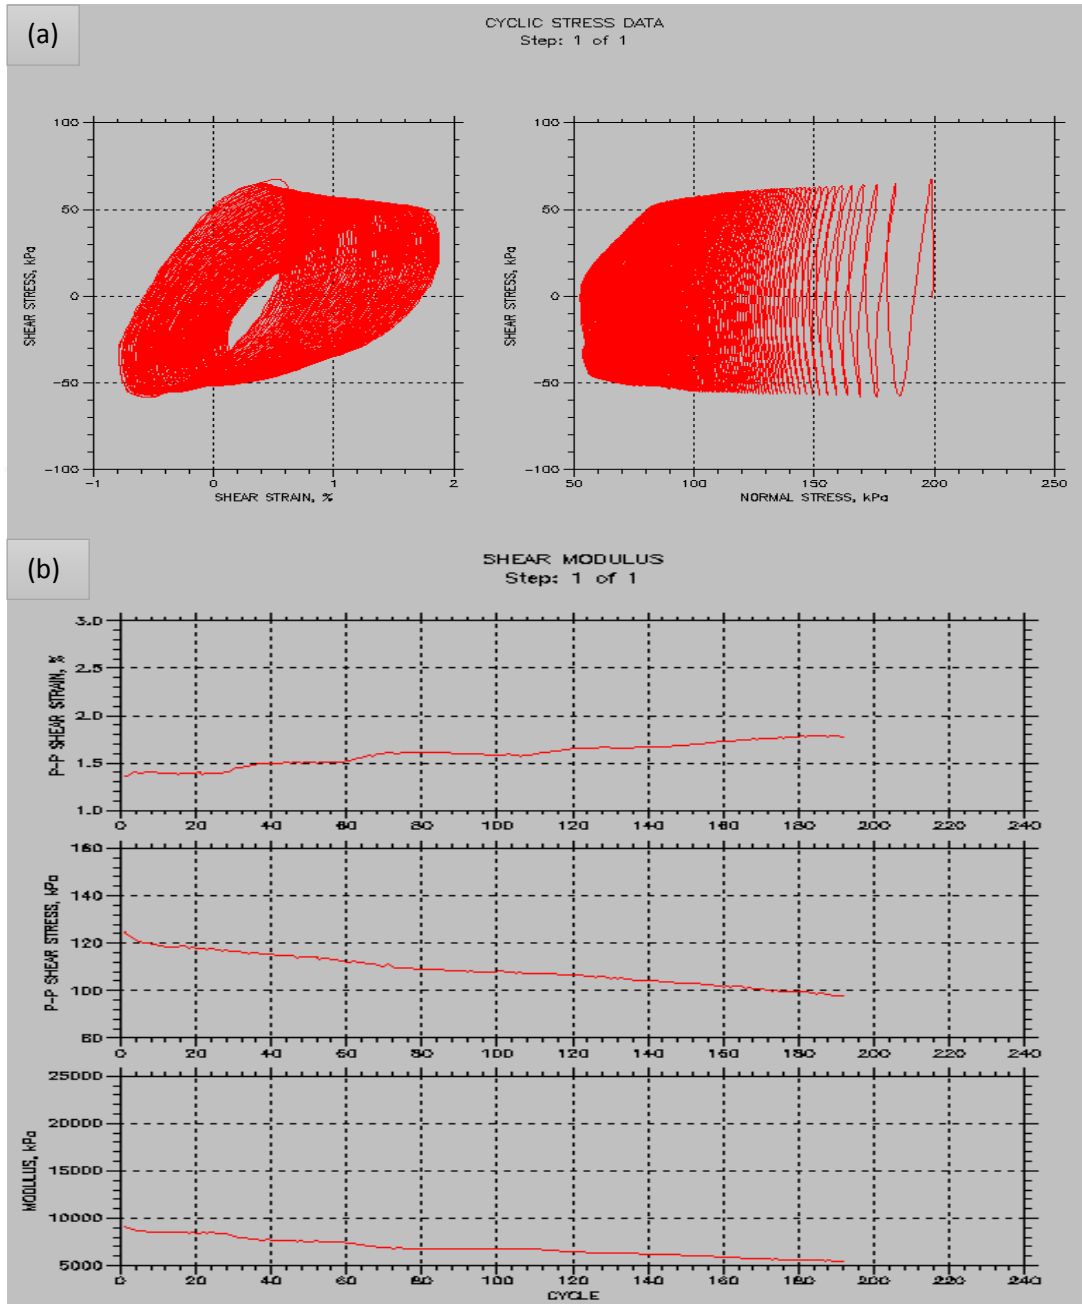 (a)
CYCLIC STRESS DATA
Step: 1 of 1
100
50
0
-50
-100
SHEAR STRESS, kPa
-1 0 1 2
SHEAR STRAIN, %
100
50
0
-50
-100
SHEAR STRESS, kPa
50 100 150 200 250
NORMAL STRESS, kPa
(b)
SHEAR MODULUS
Step: 1 of 1
3.0
2.5
2.0
1.5
1.0
P-P SHEAR STRAIN, %
0 20 40 60 80 100 120 140 160 180 200 220 240
160
140
120
100
80
P-P SHEAR STRESS, kPa
0 20 40 60 80 100 120 140 160 180 200 220 240
25000
20000
15000
10000
5000
MODULUS, kPa
0 20 40 60 80 100 120 140 160 180 200 220 240
CYCLE